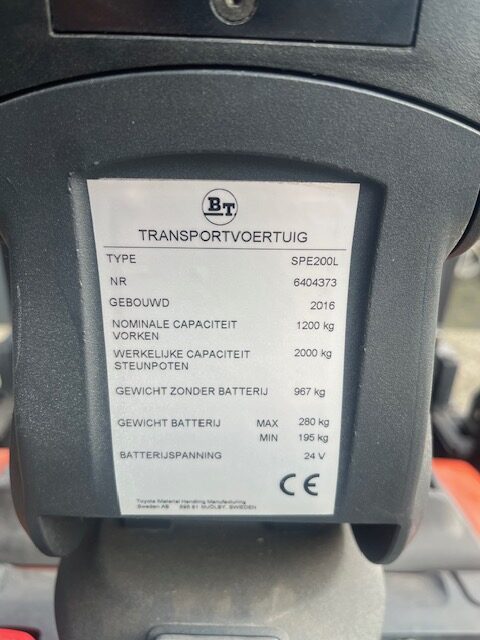 BT
TRANSPORTVOERTUIG
TYPE SPE200L
NR 6404373
GEBOUWD 2016
NOMINALE CAPACITEIT 1200 kg
VORKEN
WERKELIJKE CAPACITEIT 2000 kg
STEUNPOTEN
GEWICHT ZONDER BATTERIJ 967 kg
GEWICHT BATTERIJ MAX 280 kg
MIN 195 kg
BATTERIJSPANNING 24 V
CE
Toyota Material Handling Manufacturing
Sweden AB 595 81 MJÖLBY, SWEDEN